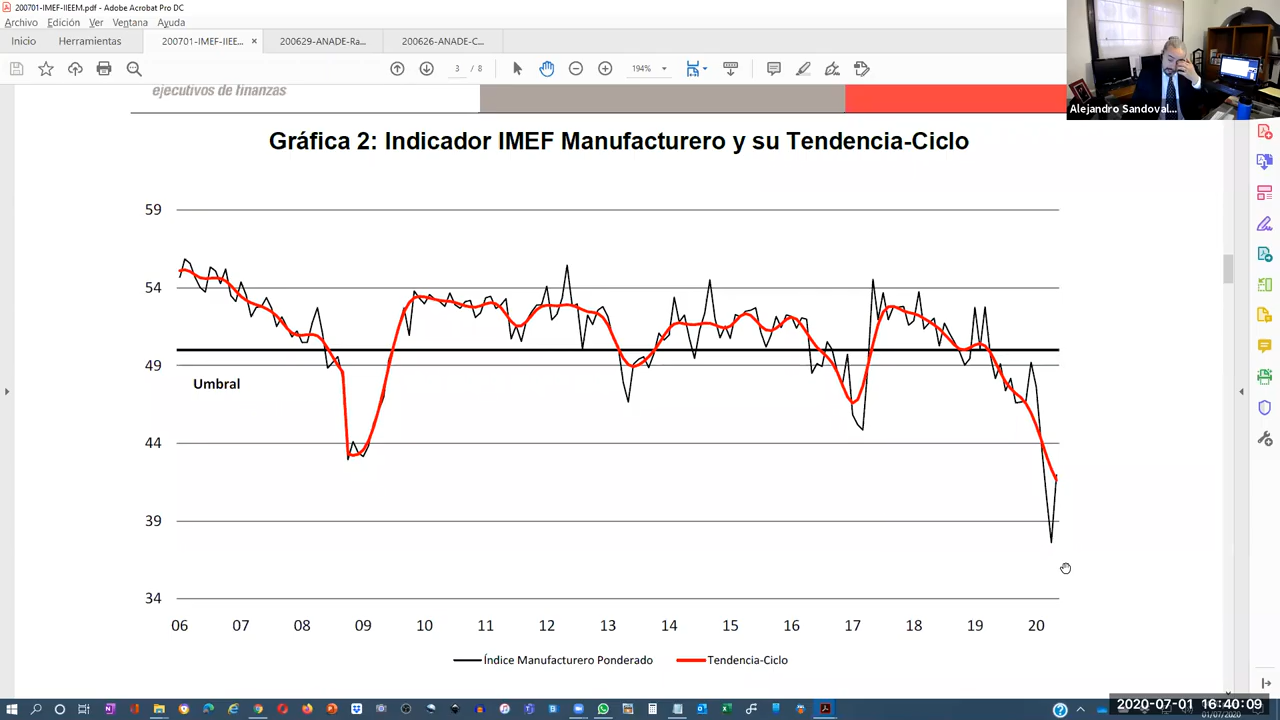 200701-IMEF-IIEEM.pdf - Adobe Acrobat Pro DC
Archivo Edición Ver Ventana Ayuda
Inicio Herramientas 200701-IMEF-IIEE... × 200629-ANADE-Ra... 200626-ANADE-C...
3 / 8 194%
Alejandro Sandoval...
ejecutivos de finanzas
Gráfica 2: Indicador IMEF Manufacturero y su Tendencia-Ciclo
59
54
49
Umbral
44
39
34
06 07 08 09 10 11 12 13 14 15 16 17 18 19 20
Índice Manufacturero Ponderado Tendencia-Ciclo
2020-07-01 16:40:09
01/07/2020